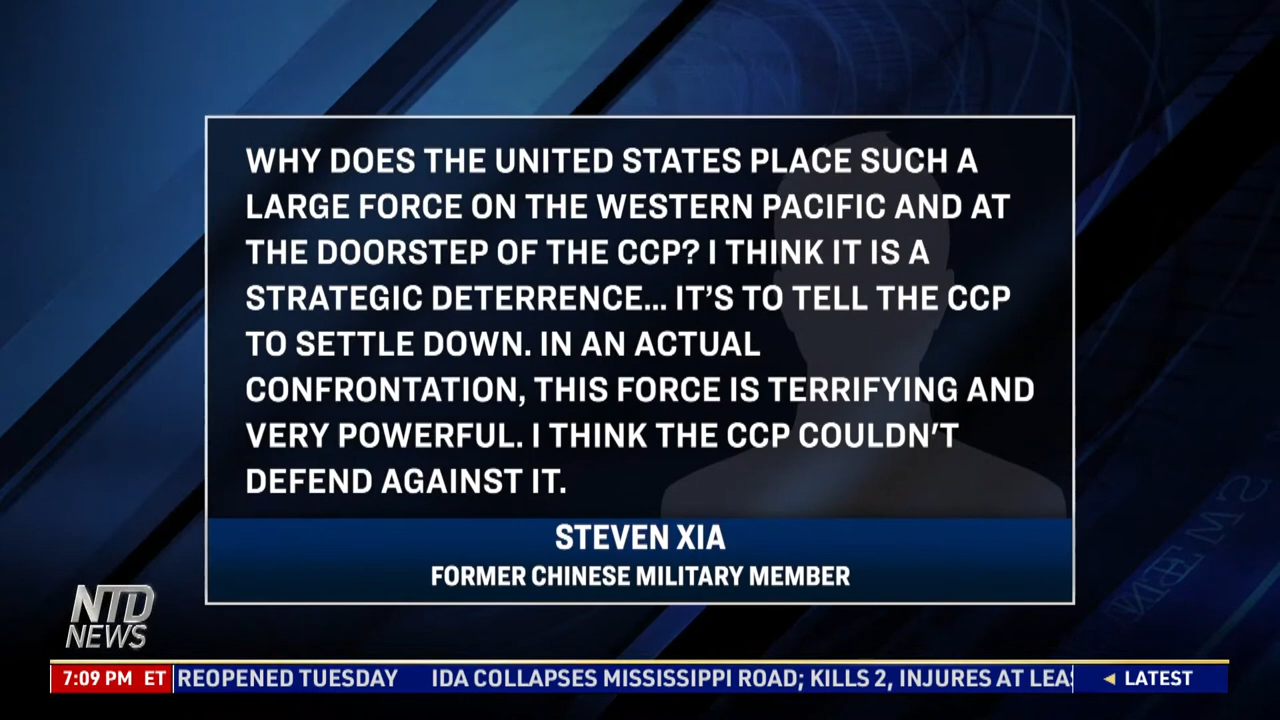 WHY DOES THE UNITED STATES PLACE SUCH A
LARGE FORCE ON THE WESTERN PACIFIC AND AT
THE DOORSTEP OF THE CCP? I THINK IT IS A
STRATEGIC DETERRENCE... IT'S TO TELL THE CCP
TO SETTLE DOWN. IN AN ACTUAL
CONFRONTATION, THIS FORCE IS TERRIFYING AND
VERY POWERFUL. I THINK THE CCP COULDN'T
DEFEND AGAINST IT.
STEVEN XIA
FORMER CHINESE MILITARY MEMBER
NTD
NEWS
7:09 PM ET REOPENED TUESDAY IDA COLLAPSES MISSISSIPPI ROAD; KILLS 2, INJURES AT ◄ LATEST